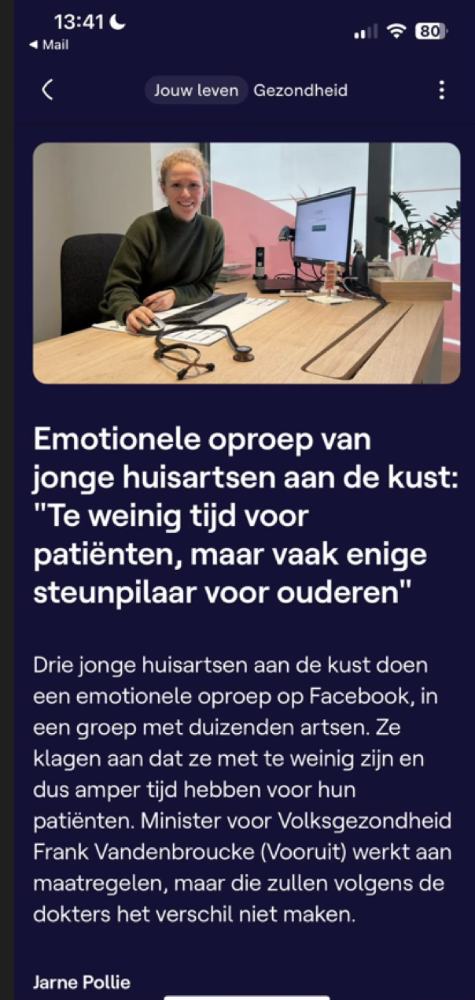 13:41
80
Mail
Jouw leven Gezondheid
Emotionele oproep van
jonge huisartsen aan de kust:
"Te weinig tijd voor
patiënten, maar vaak enige
steunpilaar voor ouderen"
Drie jonge huisartsen aan de kust doen
een emotionele oproep op Facebook, in
een groep met duizenden artsen. Ze
klagen aan dat ze met te weinig zijn en
dus amper tijd hebben voor hun
patiënten. Minister voor Volksgezondheid
Frank Vandenbroucke (Vooruit) werkt aan
maatregelen, maar die zullen volgens de
dokters het verschil niet maken.
Jarne Pollie